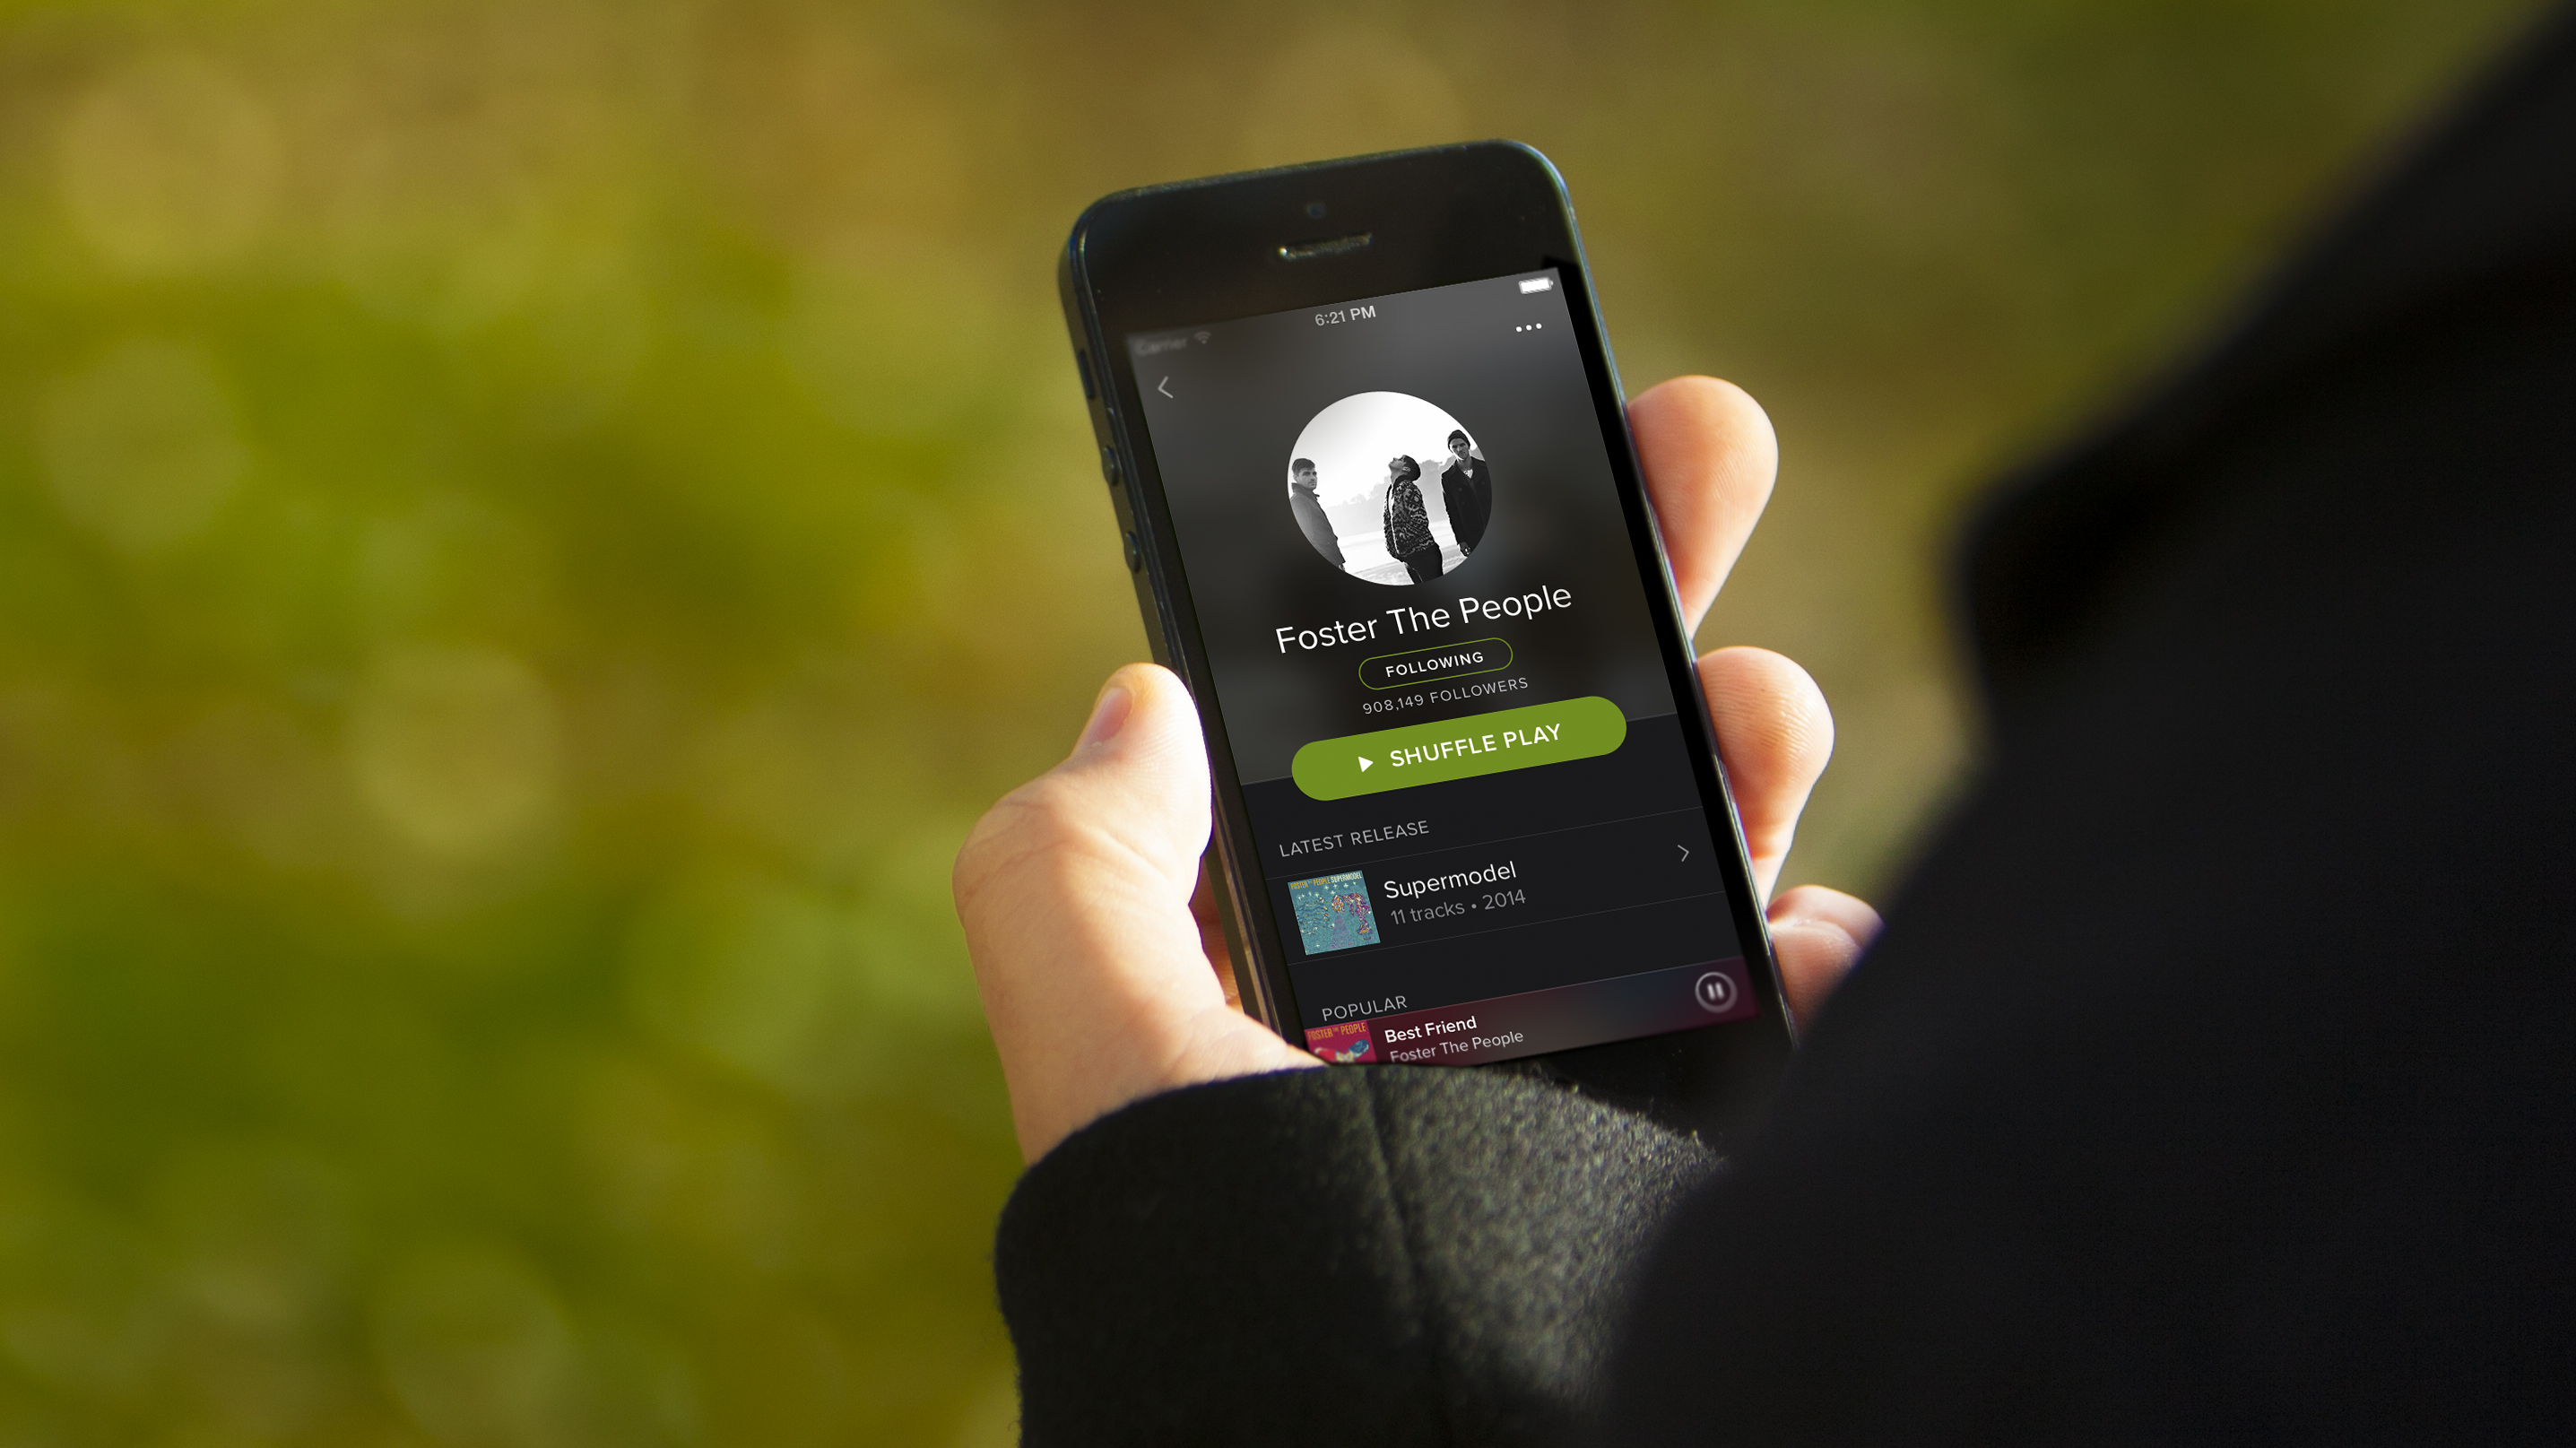 Carrier
6:21 PM
Foster The People
FOLLOWING
908,149 FOLLOWERS
SHUFFLE PLAY
LATEST RELEASE
FOSTER THE PEOPLE SUPERMODEL
Supermodel
11 tracks • 2014
POPULAR
FOSTER THE PEOPLE
Best Friend
Foster The People